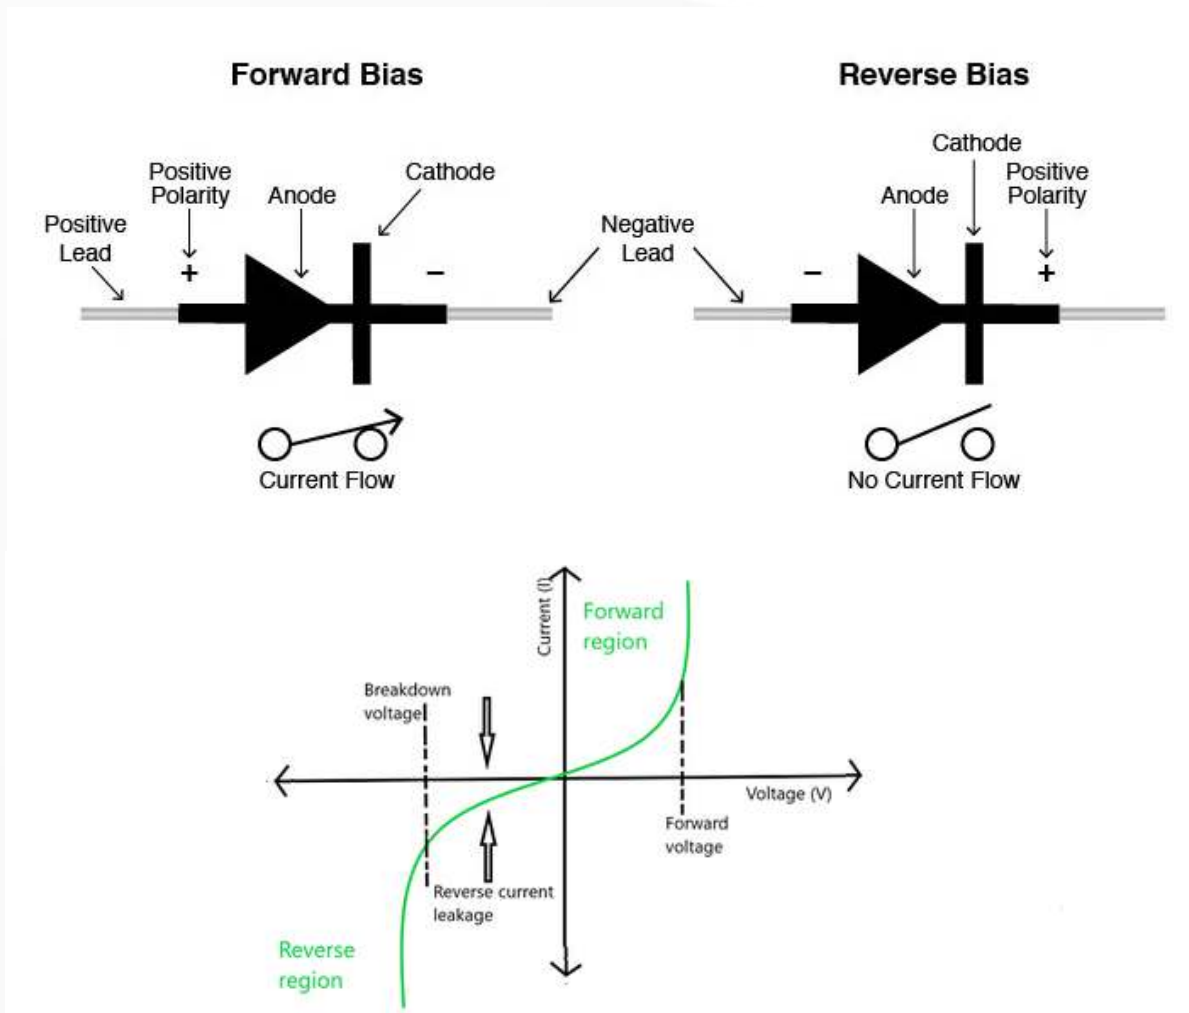 Forward Bias
Reverse Bias
Positive
Polarity
Anode
Cathode
Positive
Lead
+
−
Negative
Lead
Cathode
Anode
Positive
Polarity
−
+
Current Flow
No Current Flow
Current (I)
Forward
region
Breakdown
voltage
Voltage (V)
Forward
voltage
Reverse current
leakage
Reverse
region